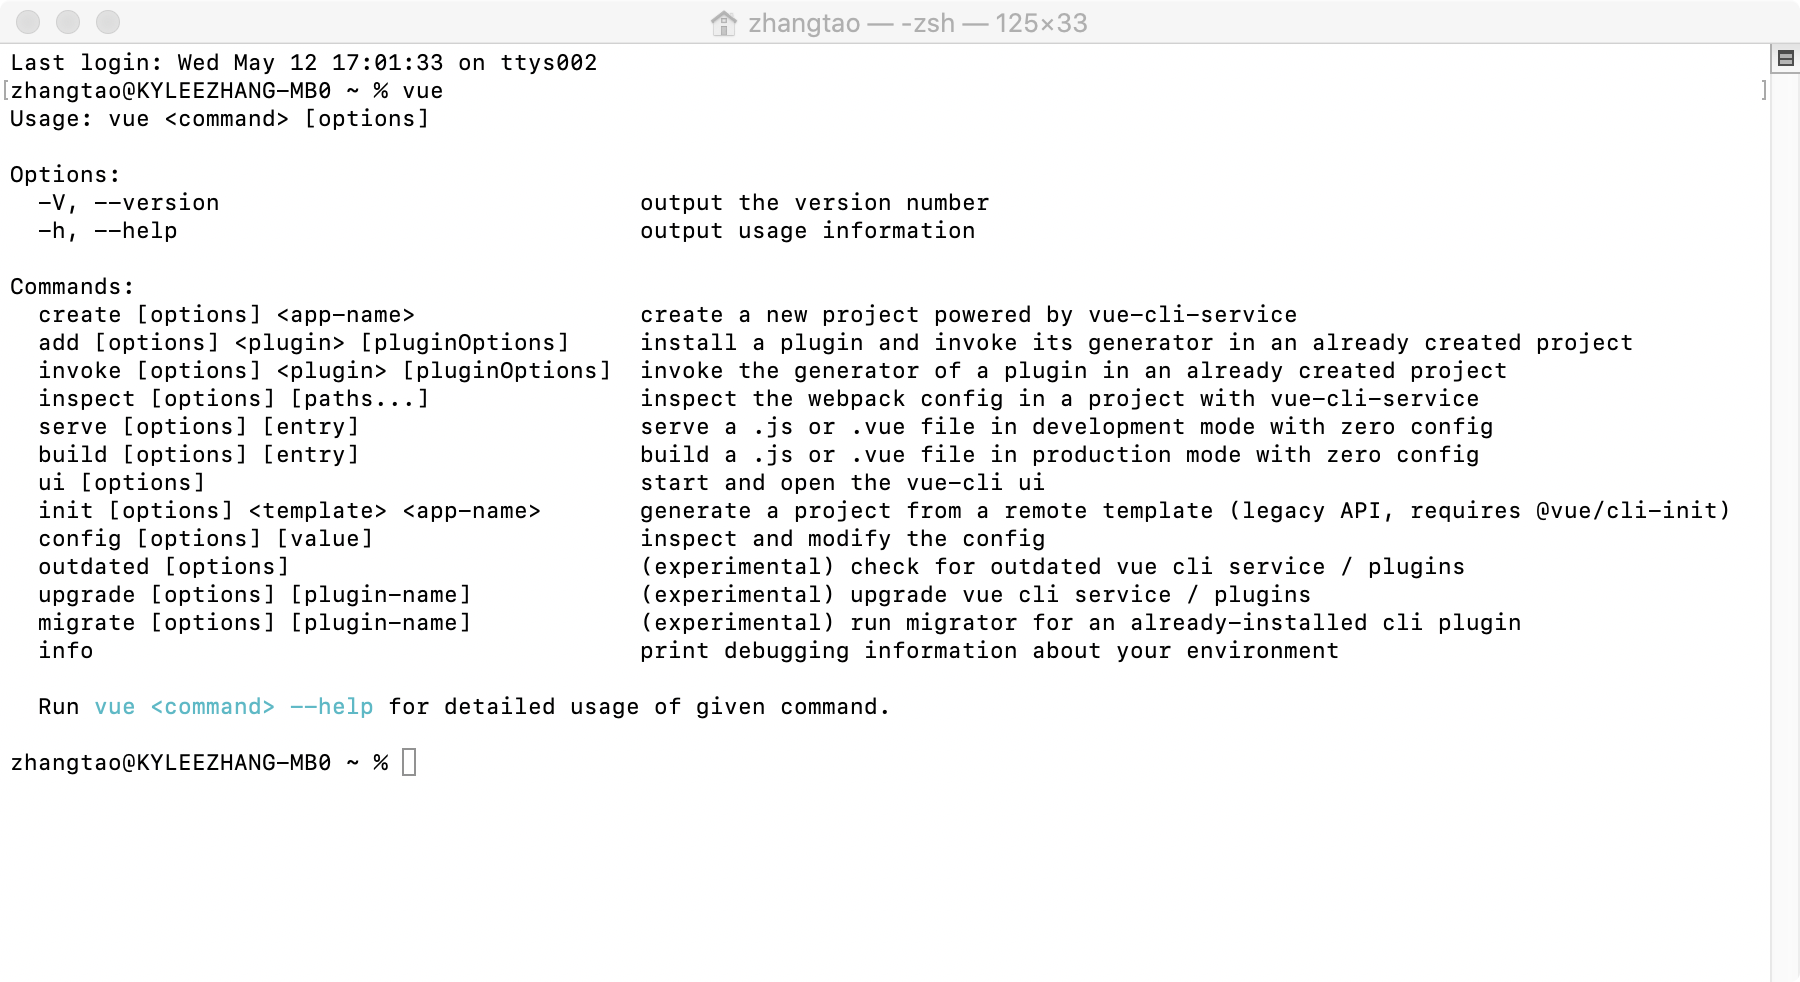 zhangtao — -zsh — 125×33
Last login: Wed May 12 17:01:33 on ttys002
[zhangtao@KYLEEZHANG-MB0 ~ % vue ]
Usage: vue <command> [options]

Options:
  -V, --version                              output the version number
  -h, --help                                 output usage information

Commands:
  create [options] <app-name>                create a new project powered by vue-cli-service
  add [options] <plugin> [pluginOptions]     install a plugin and invoke its generator in an already created project
  invoke [options] <plugin> [pluginOptions]  invoke the generator of a plugin in an already created project
  inspect [options] [paths...]               inspect the webpack config in a project with vue-cli-service
  serve [options] [entry]                    serve a .js or .vue file in development mode with zero config
  build [options] [entry]                    build a .js or .vue file in production mode with zero config
  ui [options]                               start and open the vue-cli ui
  init [options] <template> <app-name>       generate a project from a remote template (legacy API, requires @vue/cli-init)
  config [options] [value]                   inspect and modify the config
  outdated [options]                         (experimental) check for outdated vue cli service / plugins
  upgrade [options] [plugin-name]            (experimental) upgrade vue cli service / plugins
  migrate [options] [plugin-name]            (experimental) run migrator for an already-installed cli plugin
  info                                       print debugging information about your environment

  Run vue <command> --help for detailed usage of given command.

zhangtao@KYLEEZHANG-MB0 ~ %